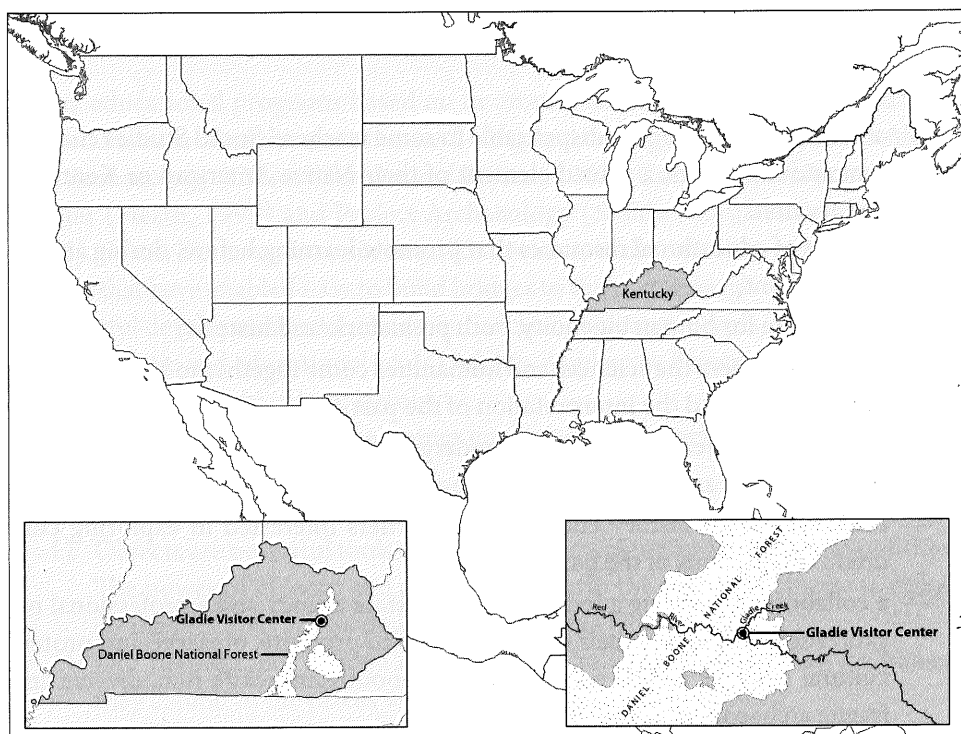 Kentucky
Gladie Visitor Center
Daniel Boone National Forest
DANIEL BOONE NATIONAL FOREST
Red River
Gladie Creek
Gladie Visitor Center